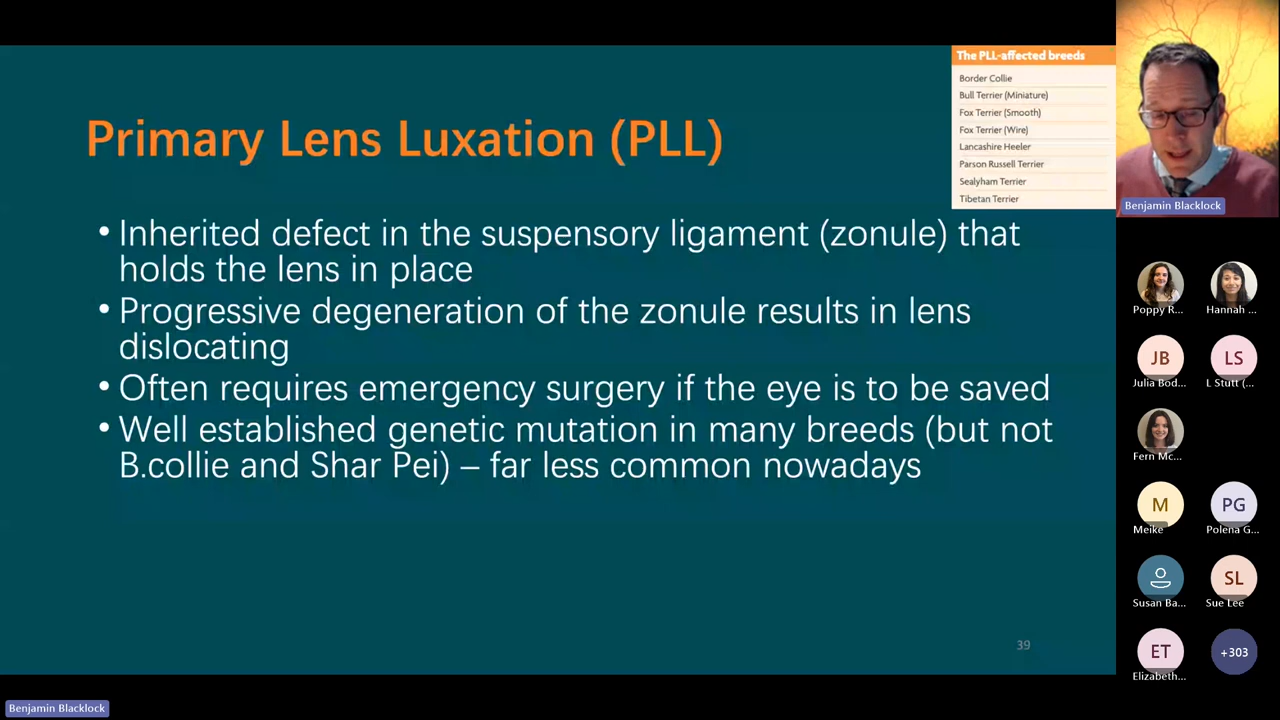 The PLL-affected breeds
Border Collie
Bull Terrier (Miniature)
Fox Terrier (Smooth)
Fox Terrier (Wire)
Lancashire Heeler
Parson Russell Terrier
Sealyham Terrier
Tibetan Terrier
Primary Lens Luxation (PLL)
• Inherited defect in the suspensory ligament (zonule) that
holds the lens in place
• Progressive degeneration of the zonule results in lens
dislocating
• Often requires emergency surgery if the eye is to be saved
• Well established genetic mutation in many breeds (but not
B.collie and Shar Pei) – far less common nowadays
39
Benjamin Blacklock
Poppy R...
Hannah ...
JB
LS
Julia Bod...
L Stutt (...
Fern Mc...
M
PG
Meike
Polena G...
Susan Ba...
SL
Sue Lee
ET
+303
Elizabeth...
Benjamin Blacklock